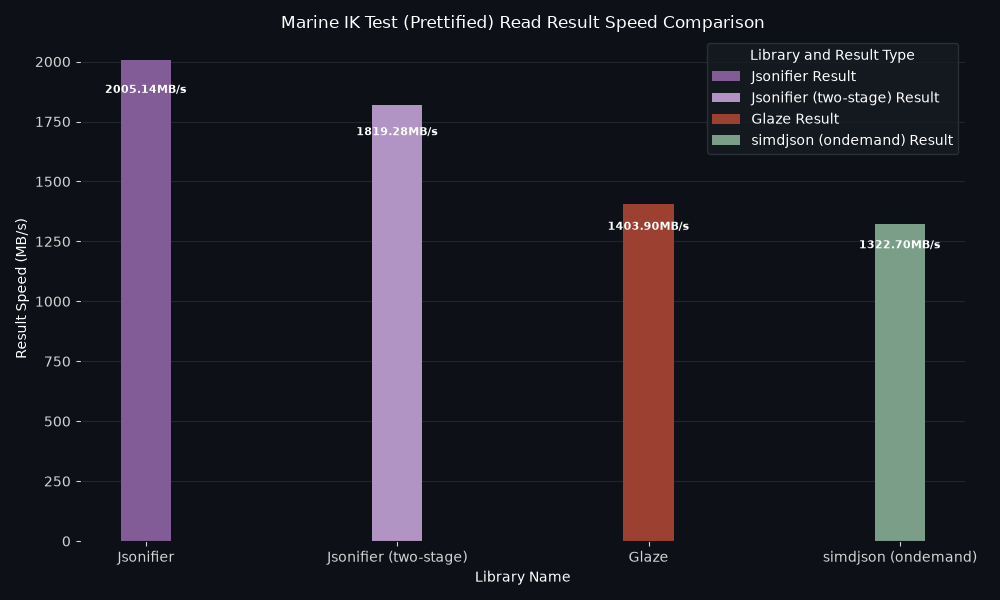 Marine IK Test (Prettified) Read Result Speed Comparison
Library and Result Type
Jsonifier Result
Jsonifier (two-stage) Result
Glaze Result
simdjson (ondemand) Result
2005.14MB/s
1819.28MB/s
1403.90MB/s
1322.70MB/s
Result Speed (MB/s)
2000
1750
1500
1250
1000
750
500
250
0
Jsonifier
Jsonifier (two-stage)
Glaze
simdjson (ondemand)
Library Name